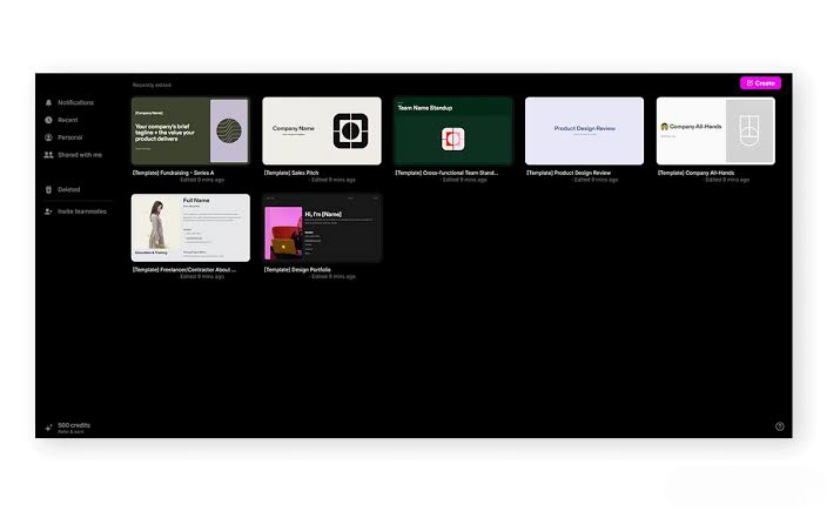 Recently edited
Create
Notifications
Recent
Personal
Shared with me
Deleted
Invite teammates
[Company Name]
Your company's brief
tagline + the value your
product delivers
[Template] Fundraising - Series A
Edited 9 mins ago
Company Name
[Template] Sales Pitch
· Edited 9 mins ago
Team Name Standup
[Template] Cross-functional Team Stand...
· Edited 9 mins ago
Product Design Review
[Template] Product Design Review
· Edited 9 mins ago
Company All-Hands
[Template] Company All-Hands
· Edited 9 mins ago
Full Name
Education & Training
[Template] Freelancer/Contractor About ...
Edited 9 mins ago
Hi, I'm [Name]
[Template] Design Portfolio
· Edited 9 mins ago
500 credits
Refer & earn